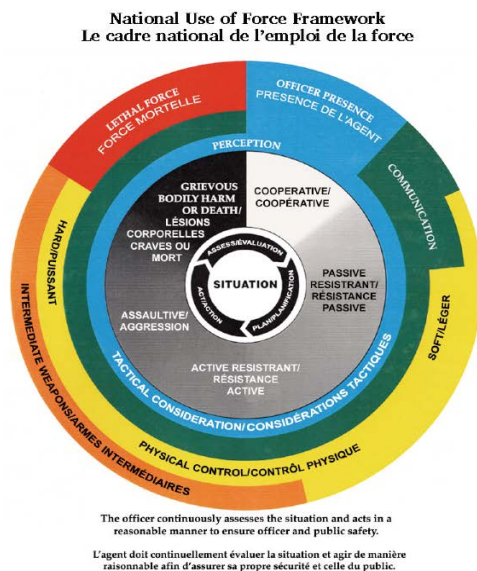 National Use of Force Framework
Le cadre national de l'emploi de la force
LETHAL FORCE
FORCE MORTELLE
OFFICER PRESENCE
PRESENCE DE L'AGENT
COMMUNICATION
PERCEPTION
GRIEVOUS
BODILY HARM
OR DEATH/
LÉSIONS
CORPORELLES
CRAVES OU
MORT
COOPERATIVE/
COOPÉRATIVE
ASSESS/ÉVALUATION
SITUATION
ACT/ACTION
PLAN/PLANIFICATION
PASSIVE
RESISTRANT/
RÉSISTANCE
PASSIVE
ASSAULTIVE/
AGGRESSION
ACTIVE RESISTRANT/
RÉSISTANCE
ACTIVE
HARD/PUISSANT
SOFT/LÉGER
TACTICAL CONSIDERATION/CONSIDÉRATIONS TACTIQUES
PHYSICAL CONTROL/CONTRÔL PHYSIQUE
INTERMEDIATE WEAPONS/ARMES INTERMÉDIAIRES
The officer continuously assesses the situation and acts in a
reasonable manner to ensure officer and public safety.
L'agent doit continuellement évaluer la situation et agir de manière
raisonnable afin d'assurer sa propre sécurité et celle du public.